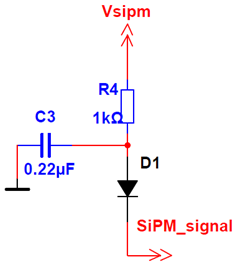 Vsipm
R4
1kΩ
C3
0.22µF
D1
SiPM_signal